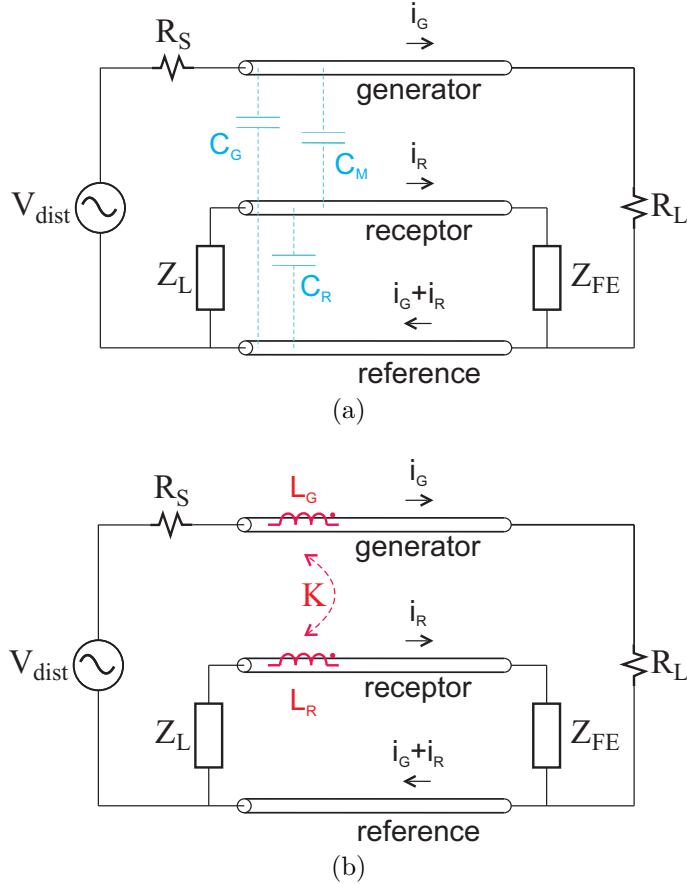 i_G
R_S
generator
C_G
C_M
i_R
V_dist
R_L
receptor
Z_L
C_R
Z_FE
i_G+i_R
reference
(a)
i_G
R_S
L_G
generator
K
i_R
V_dist
R_L
receptor
L_R
Z_L
Z_FE
i_G+i_R
reference
(b)